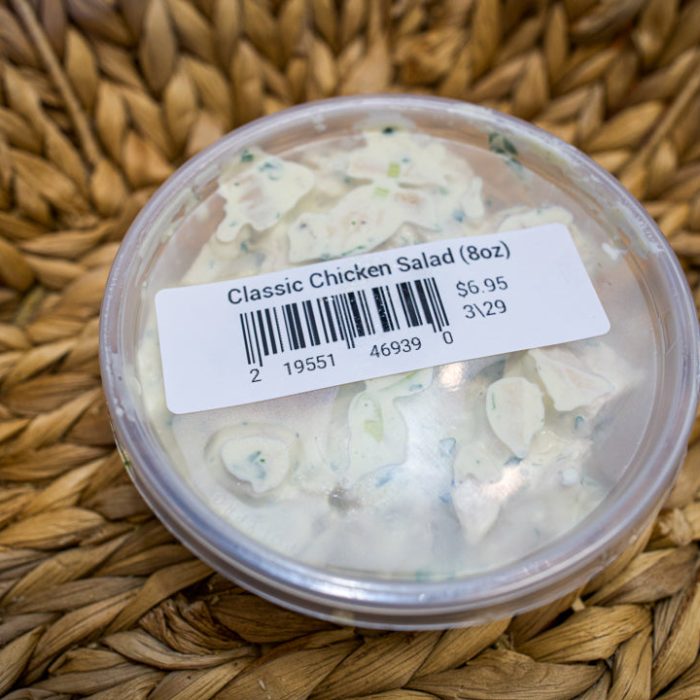 Classic Chicken Salad (8oz)
$6.95
3\29
2 19551 46939 0